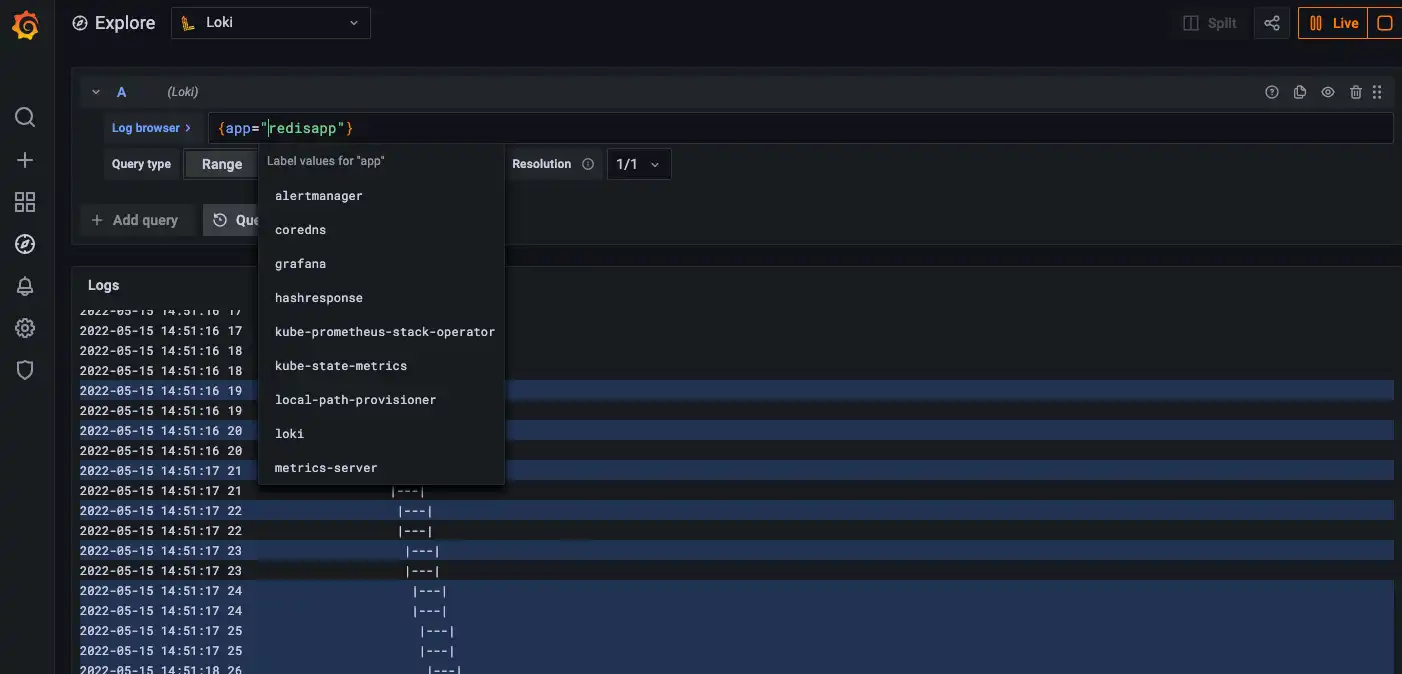 Explore Loki Split Live
A (Loki)
Log browser > {app="redisapp"}
Query type Range Resolution 1/1
Label values for "app"
alertmanager
coredns
grafana
hashresponse
kube-prometheus-stack-operator
kube-state-metrics
local-path-provisioner
loki
metrics-server
+ Add query
Logs
2022-05-15 14:51:16 17
2022-05-15 14:51:16 17
2022-05-15 14:51:16 18
2022-05-15 14:51:16 18
2022-05-15 14:51:16 19
2022-05-15 14:51:16 19
2022-05-15 14:51:16 20
2022-05-15 14:51:16 20
2022-05-15 14:51:17 21
2022-05-15 14:51:17 21 |---|
2022-05-15 14:51:17 22 |---|
2022-05-15 14:51:17 22 |---|
2022-05-15 14:51:17 23 |---|
2022-05-15 14:51:17 23 |---|
2022-05-15 14:51:17 24 |---|
2022-05-15 14:51:17 24 |---|
2022-05-15 14:51:17 25 |---|
2022-05-15 14:51:17 25 |---|
2022-05-15 14:51:18 26 |---|